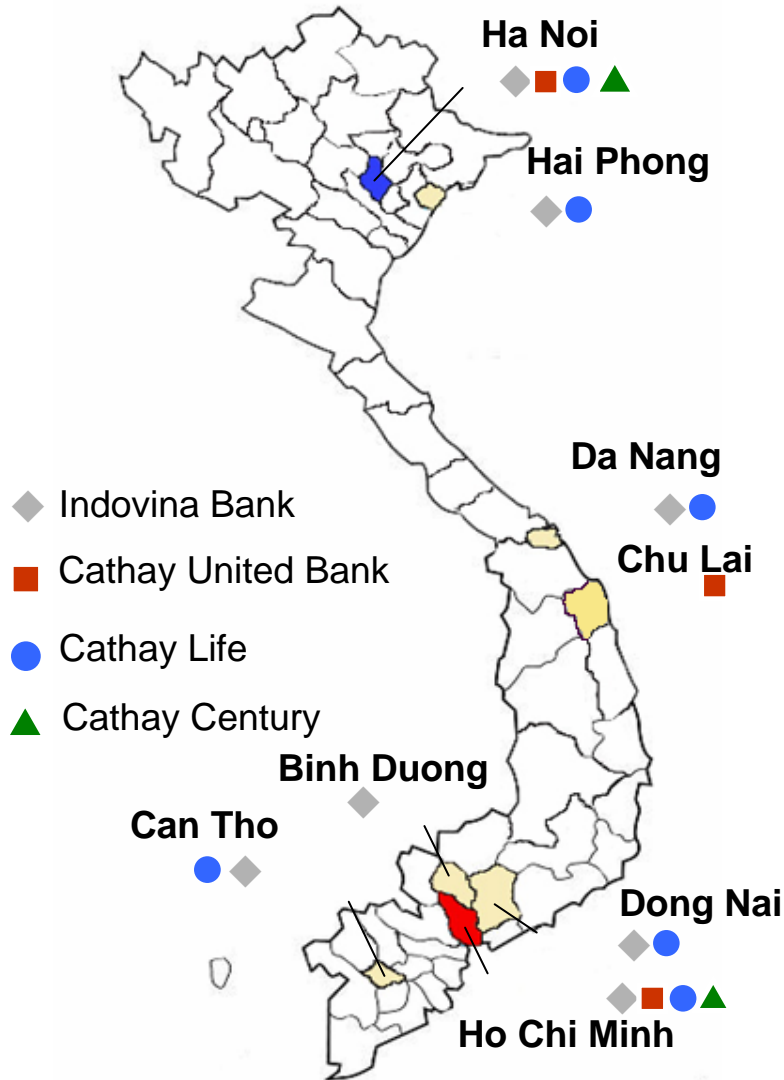 Ha Noi
Hai Phong
Da Nang
Indovina Bank
Chu Lai
Cathay United Bank
Cathay Life
Cathay Century
Binh Duong
Can Tho
Dong Nai
Ho Chi Minh